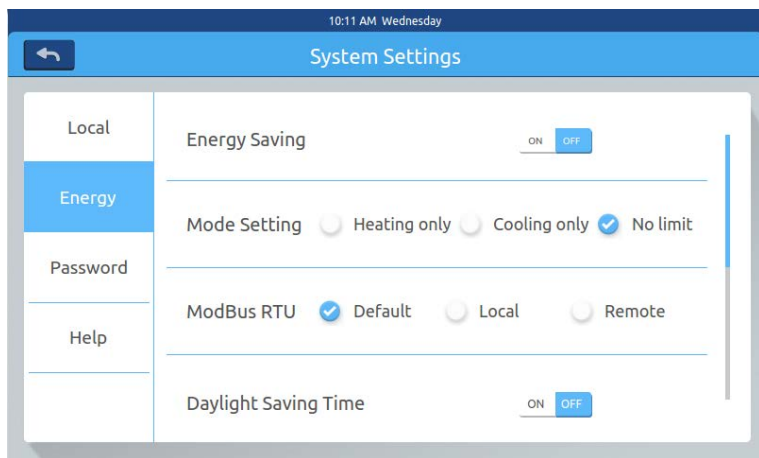 10:11 AM Wednesday
System Settings
Local
Energy
Password
Help
Energy Saving ON OFF
Mode Setting Heating only Cooling only No limit
ModBus RTU Default Local Remote
Daylight Saving Time ON OFF